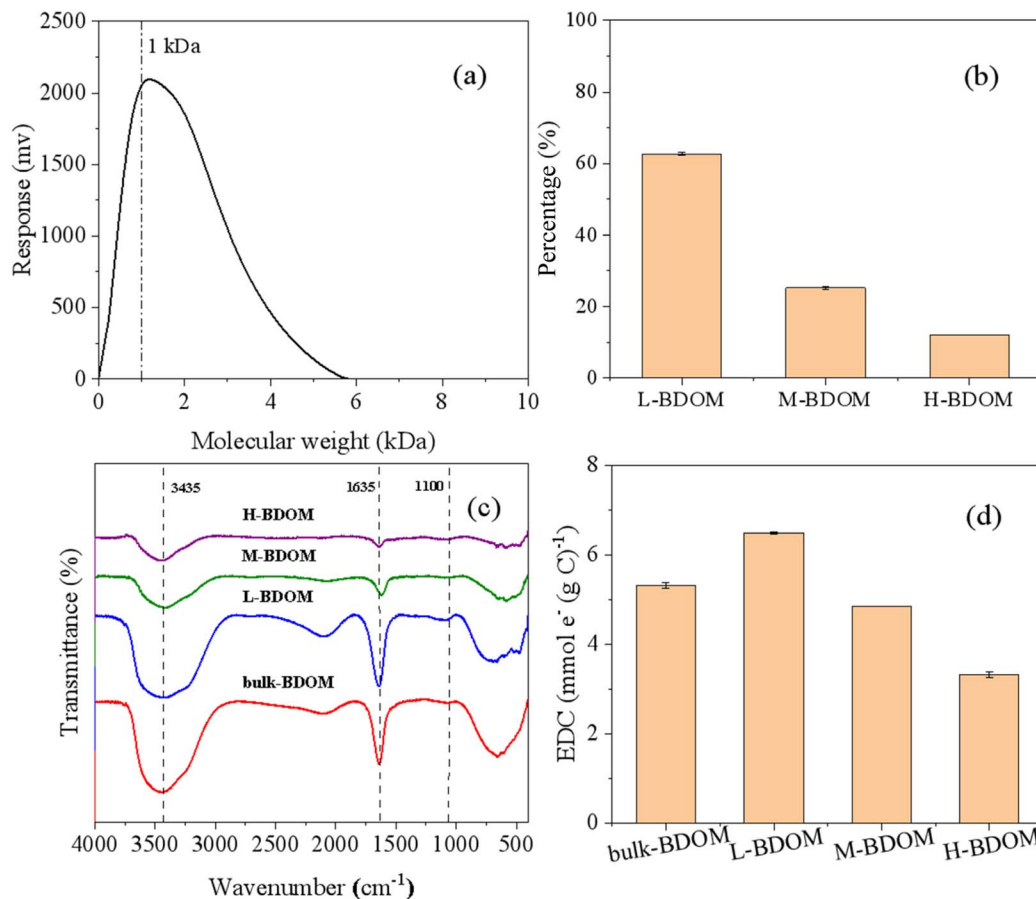 2500
2000
1500
1000
500
0
Response (mv)
1 kDa
(a)
0 2 4 6 8 10
Molecular weight (kDa)
100
80
60
40
20
0
Percentage (%)
(b)
L-BDOM M-BDOM H-BDOM
Transmittance (%)
3435 1635 1100
(c)
H-BDOM
M-BDOM
L-BDOM
bulk-BDOM
4000 3500 3000 2500 2000 1500 1000 500
Wavenumber (cm⁻¹)
8
6
4
2
0
EDC (mmol e⁻ (g C)⁻¹)
(d)
bulk-BDOM L-BDOM M-BDOM H-BDOM